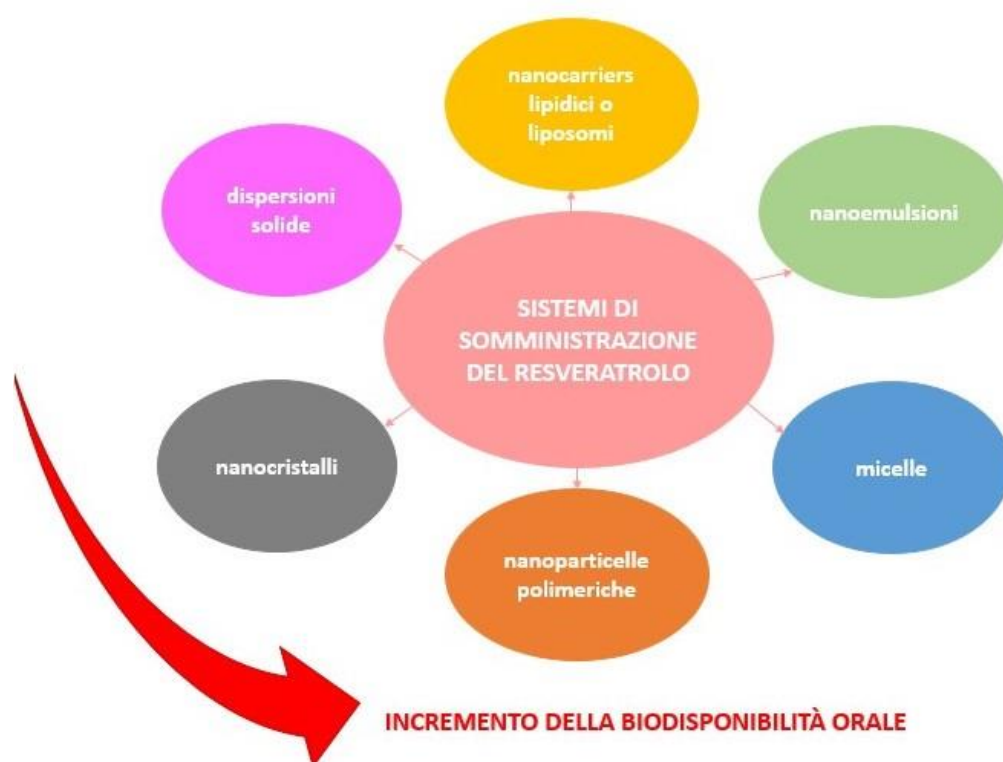 nanocarriers
lipidici o
liposomi
dispersioni
solide
nanoemulsioni
SISTEMI DI
SOMMINISTRAZIONE
DEL RESVERATROLO
nanocristalli
micelle
nanoparticelle
polimeriche
INCREMENTO DELLA BIODISPONIBILITÀ ORALE